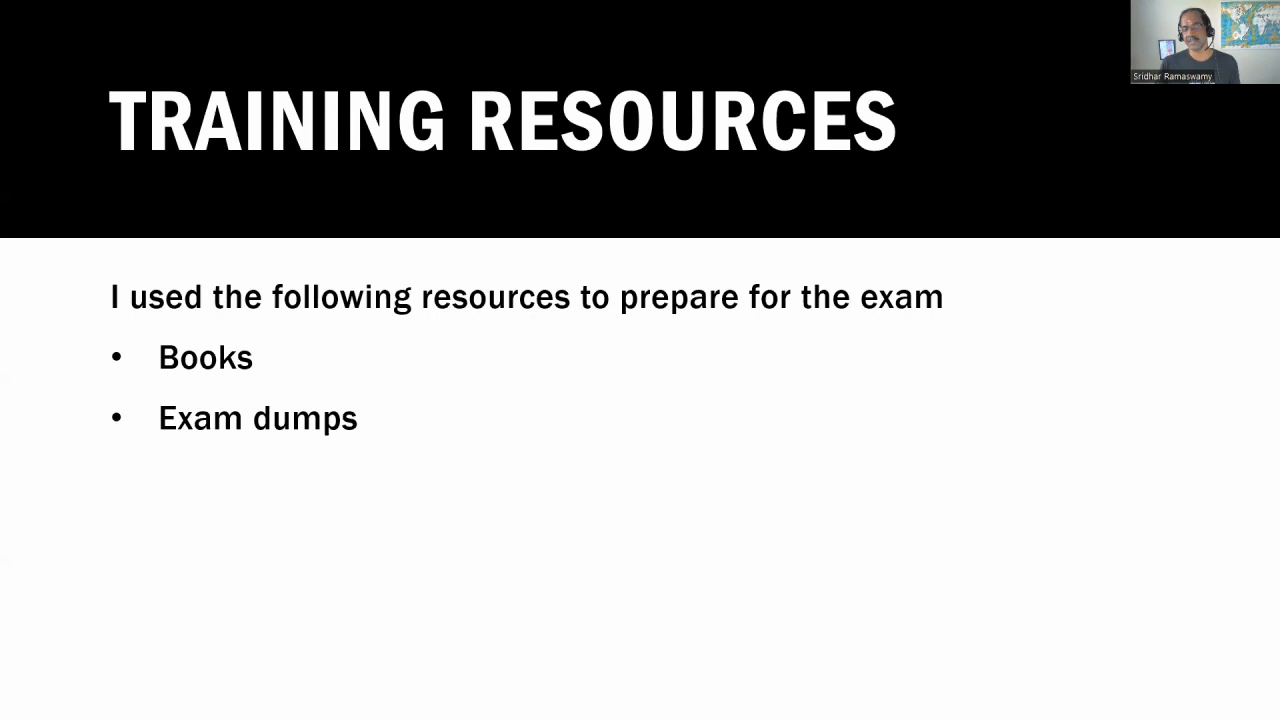 TRAINING RESOURCES
Sridhar Ramaswamy
I used the following resources to prepare for the exam
• Books
• Exam dumps